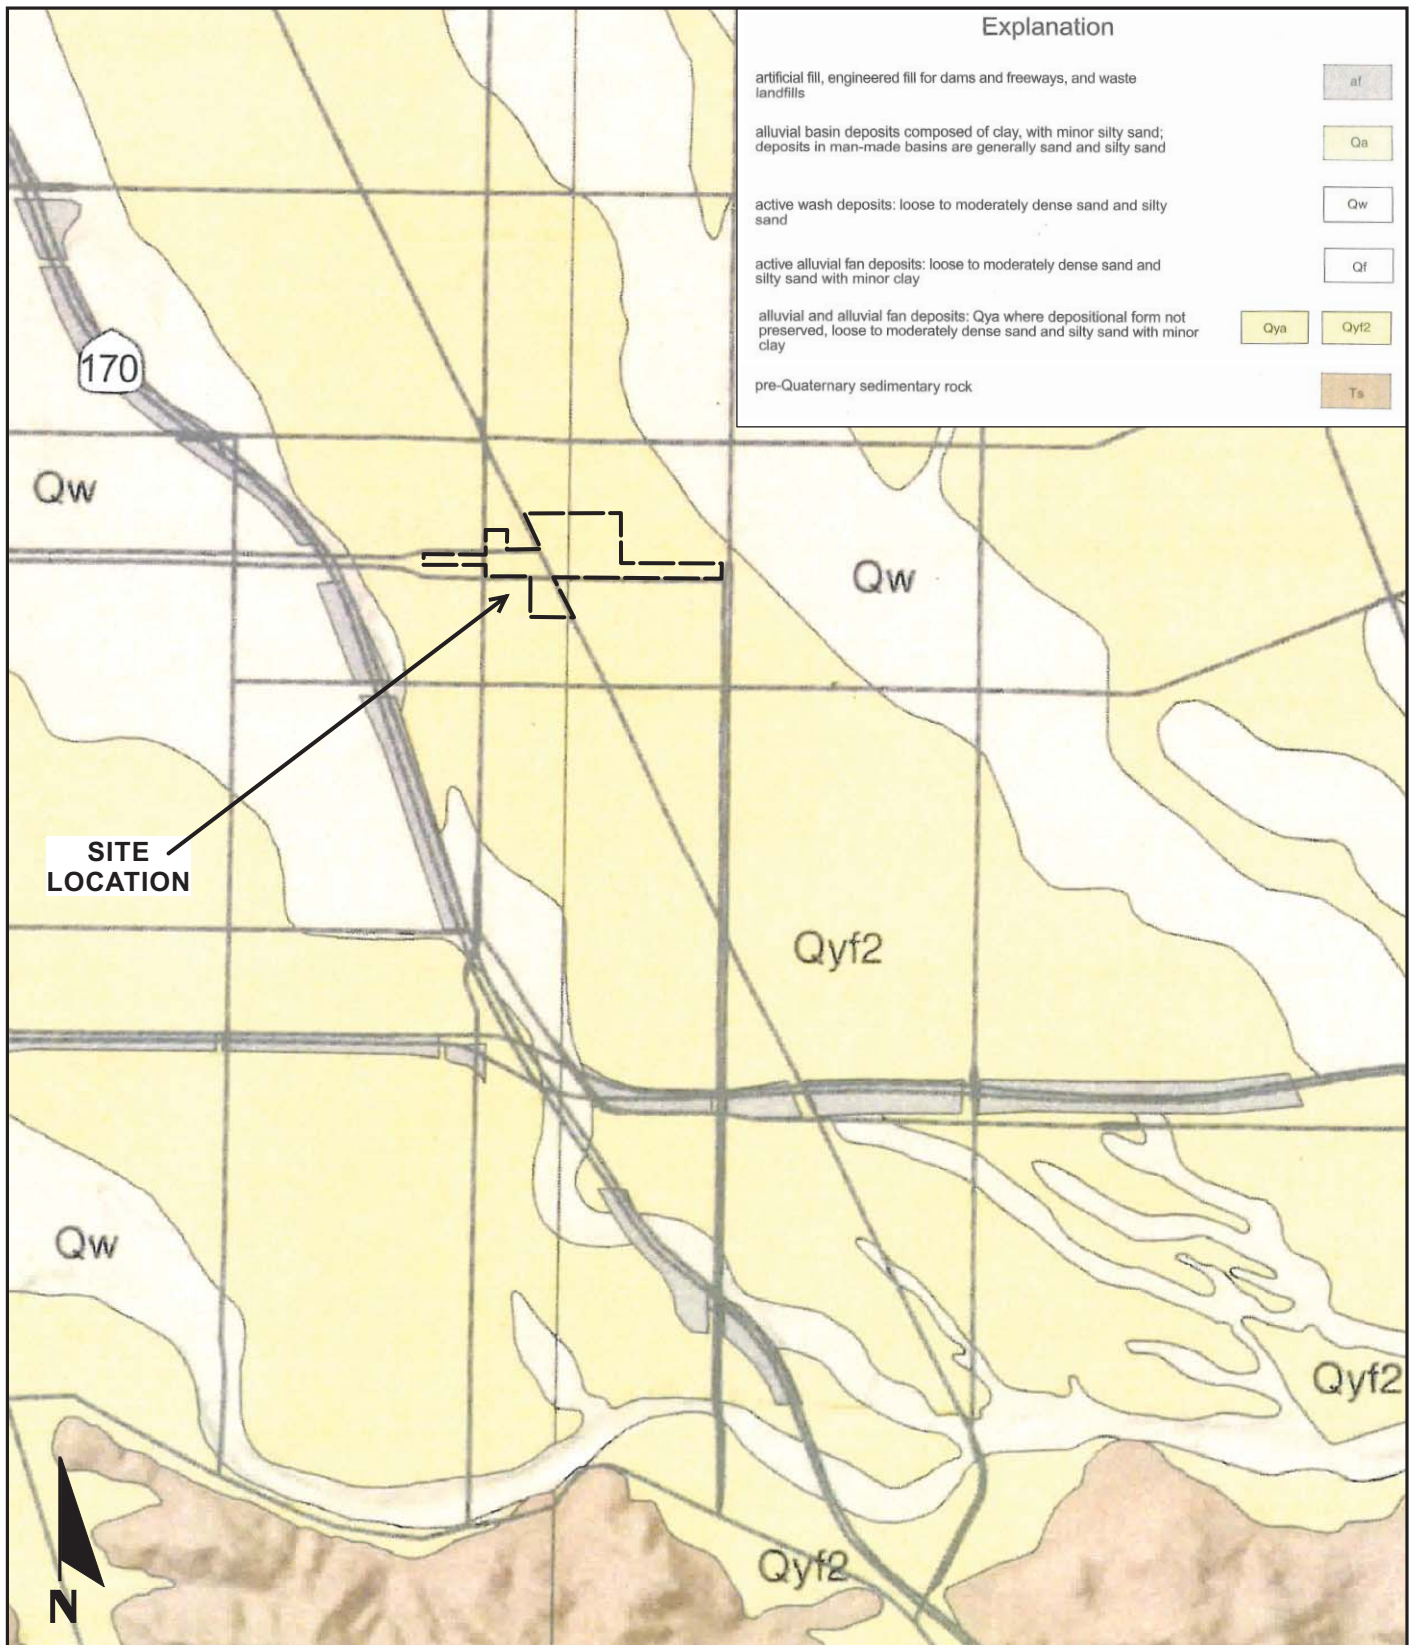 Explanation
artificial fill, engineered fill for dams and freeways, and waste
landfills
af
alluvial basin deposits composed of clay, with minor silty sand;
deposits in man-made basins are generally sand and silty sand
Qa
active wash deposits: loose to moderately dense sand and silty
sand
Qw
active alluvial fan deposits: loose to moderately dense sand and
silty sand with minor clay
Qf
alluvial and alluvial fan deposits: Qya where depositional form not
preserved, loose to moderately dense sand and silty sand with minor
clay
Qya
Qyf2
pre-Quaternary sedimentary rock
Ts
170
Qw
Qw
SITE
LOCATION
Qyf2
Qw
Qyf2
Qyf2
N